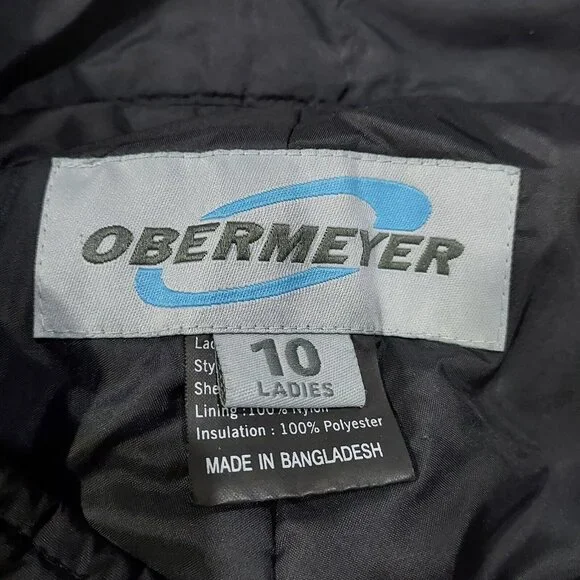 OBERMEYER
10
LADIES
Lining : 100% Nylon
Insulation : 100% Polyester
MADE IN BANGLADESH